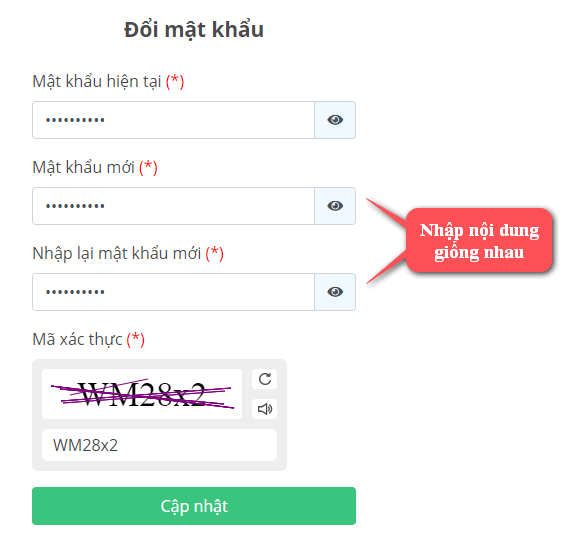 Đổi mật khẩu
Mật khẩu hiện tại (*)
••••••••••
Mật khẩu mới (*)
••••••••••
Nhập nội dung
giống nhau
Nhập lại mật khẩu mới (*)
••••••••••
Mã xác thực (*)
WM28x2
WM28x2
Cập nhật